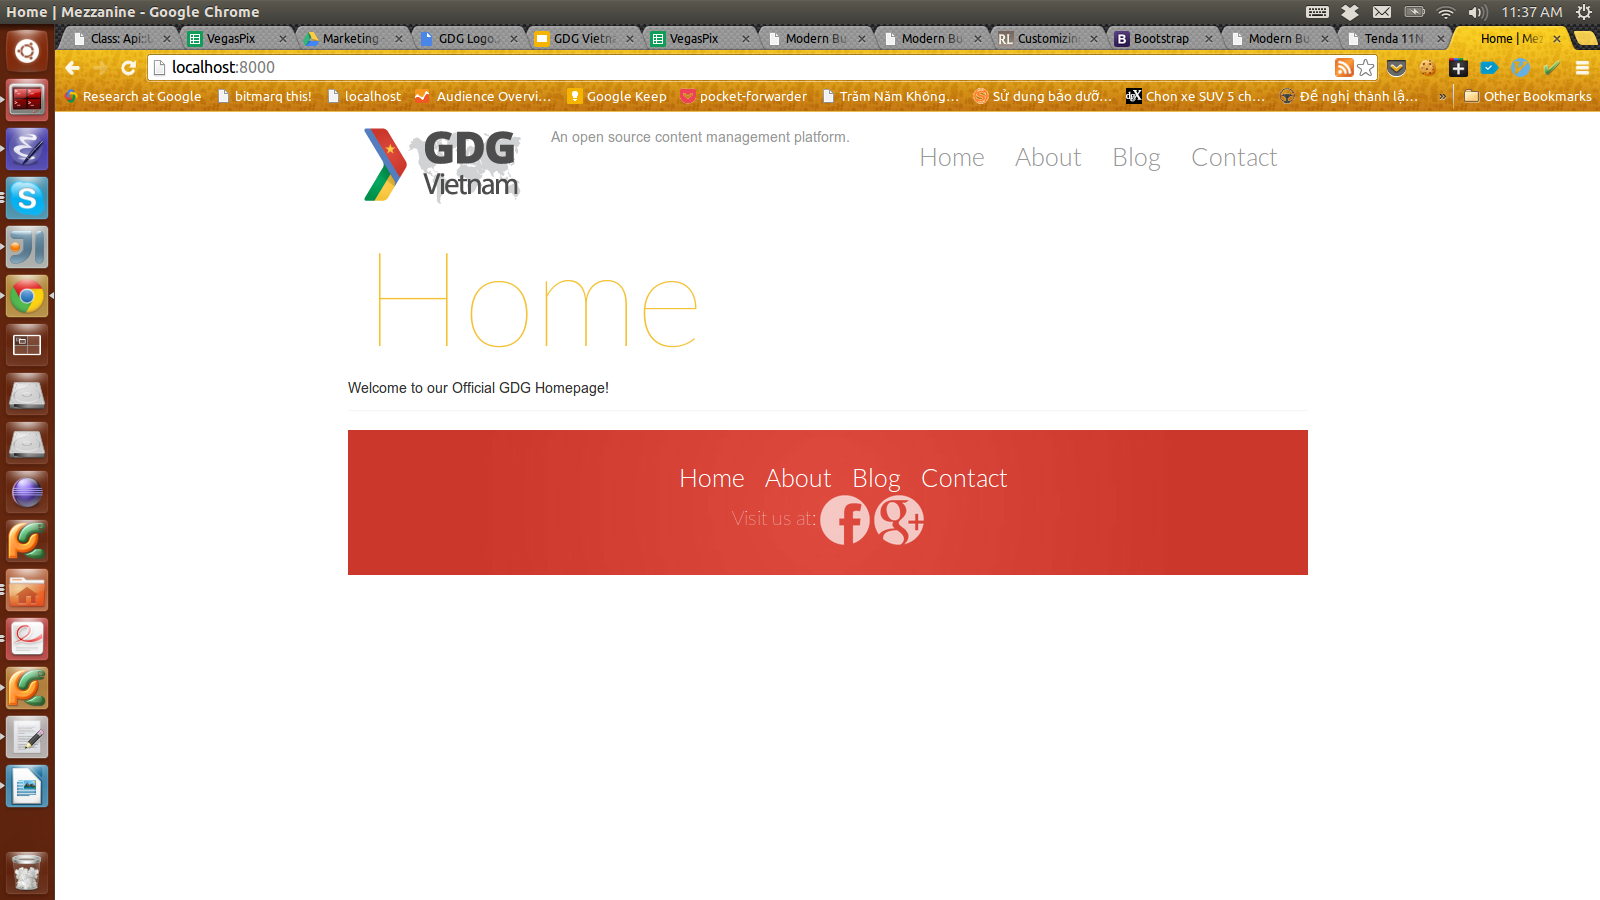 Home | Mezzanine - Google Chrome
11:37 AM
Class: Api::U
VegasPix
Marketing
GDG Logo.
GDG Vietna
VegasPix
Modern Bu
Modern Bu
RL Customizin
B Bootstrap
Modern Bu
Tenda 11N
Home | Mez
localhost:8000
Research at Google
bitmarq this!
localhost
Audience Overvi...
Google Keep
pocket-forwarder
Trăm Năm Không...
Sử dụng bảo dưỡ...
Chọn xe SUV 5 ch...
Đề nghị thành lậ...
»
Other Bookmarks
GDG
Vietnam
An open source content management platform.
Home About Blog Contact
Home
Welcome to our Official GDG Homepage!
Home About Blog Contact
Visit us at: